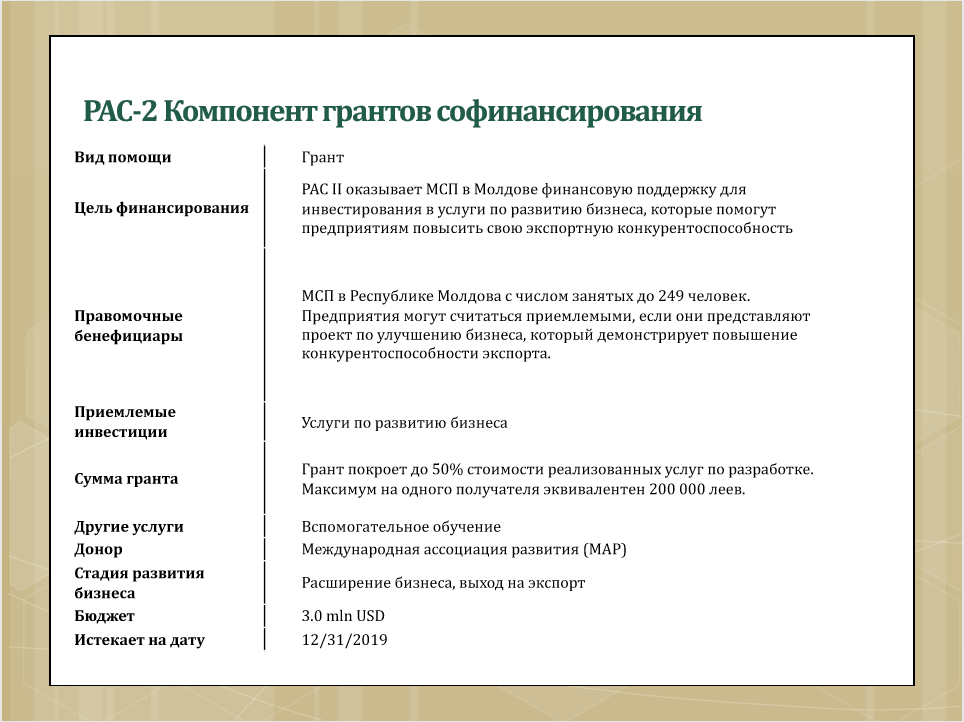 PAC-2 Компонент грантов софинансирования
Вид помощи
Грант
Цель финансирования
PAC II оказывает МСП в Молдове финансовую поддержку для
инвестирования в услуги по развитию бизнеса, которые помогут
предприятиям повысить свою экспортную конкурентоспособность
Правомочные
бенефициары
МСП в Республике Молдова с числом занятых до 249 человек.
Предприятия могут считаться приемлемыми, если они представляют
проект по улучшению бизнеса, который демонстрирует повышение
конкурентоспособности экспорта.
Приемлемые
инвестиции
Услуги по развитию бизнеса
Сумма гранта
Грант покроет до 50% стоимости реализованных услуг по разработке.
Максимум на одного получателя эквивалентен 200 000 леев.
Другие услуги
Вспомогательное обучение
Донор
Международная ассоциация развития (МАР)
Стадия развития
бизнеса
Расширение бизнеса, выход на экспорт
Бюджет
3.0 mln USD
Истекает на дату
12/31/2019